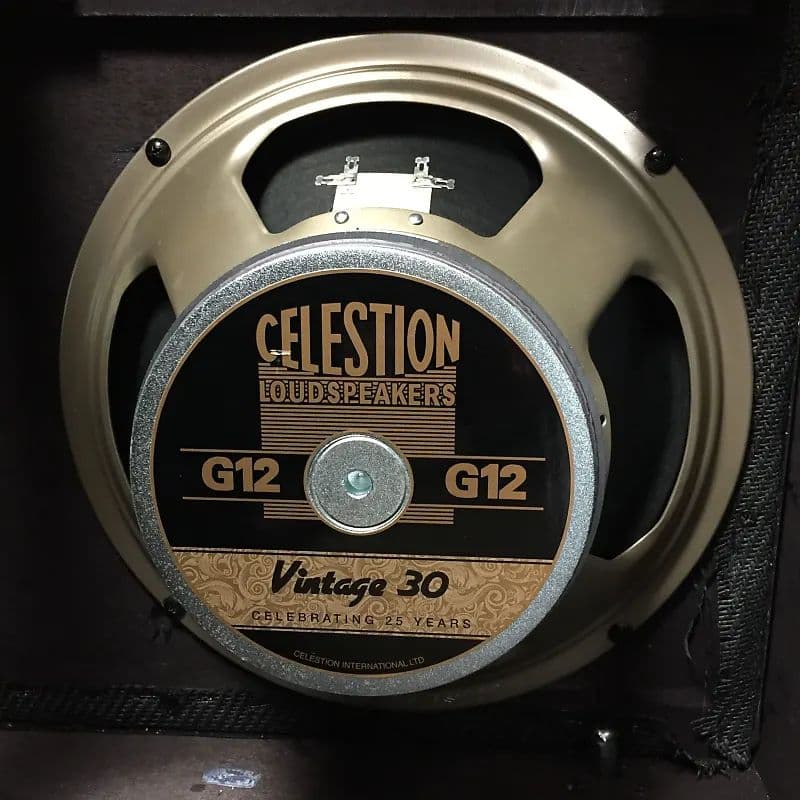 CELESTION
LOUDSPEAKERS
G12 G12
Vintage 30
CELEBRATING 25 YEARS
CELESTION INTERNATIONAL LTD